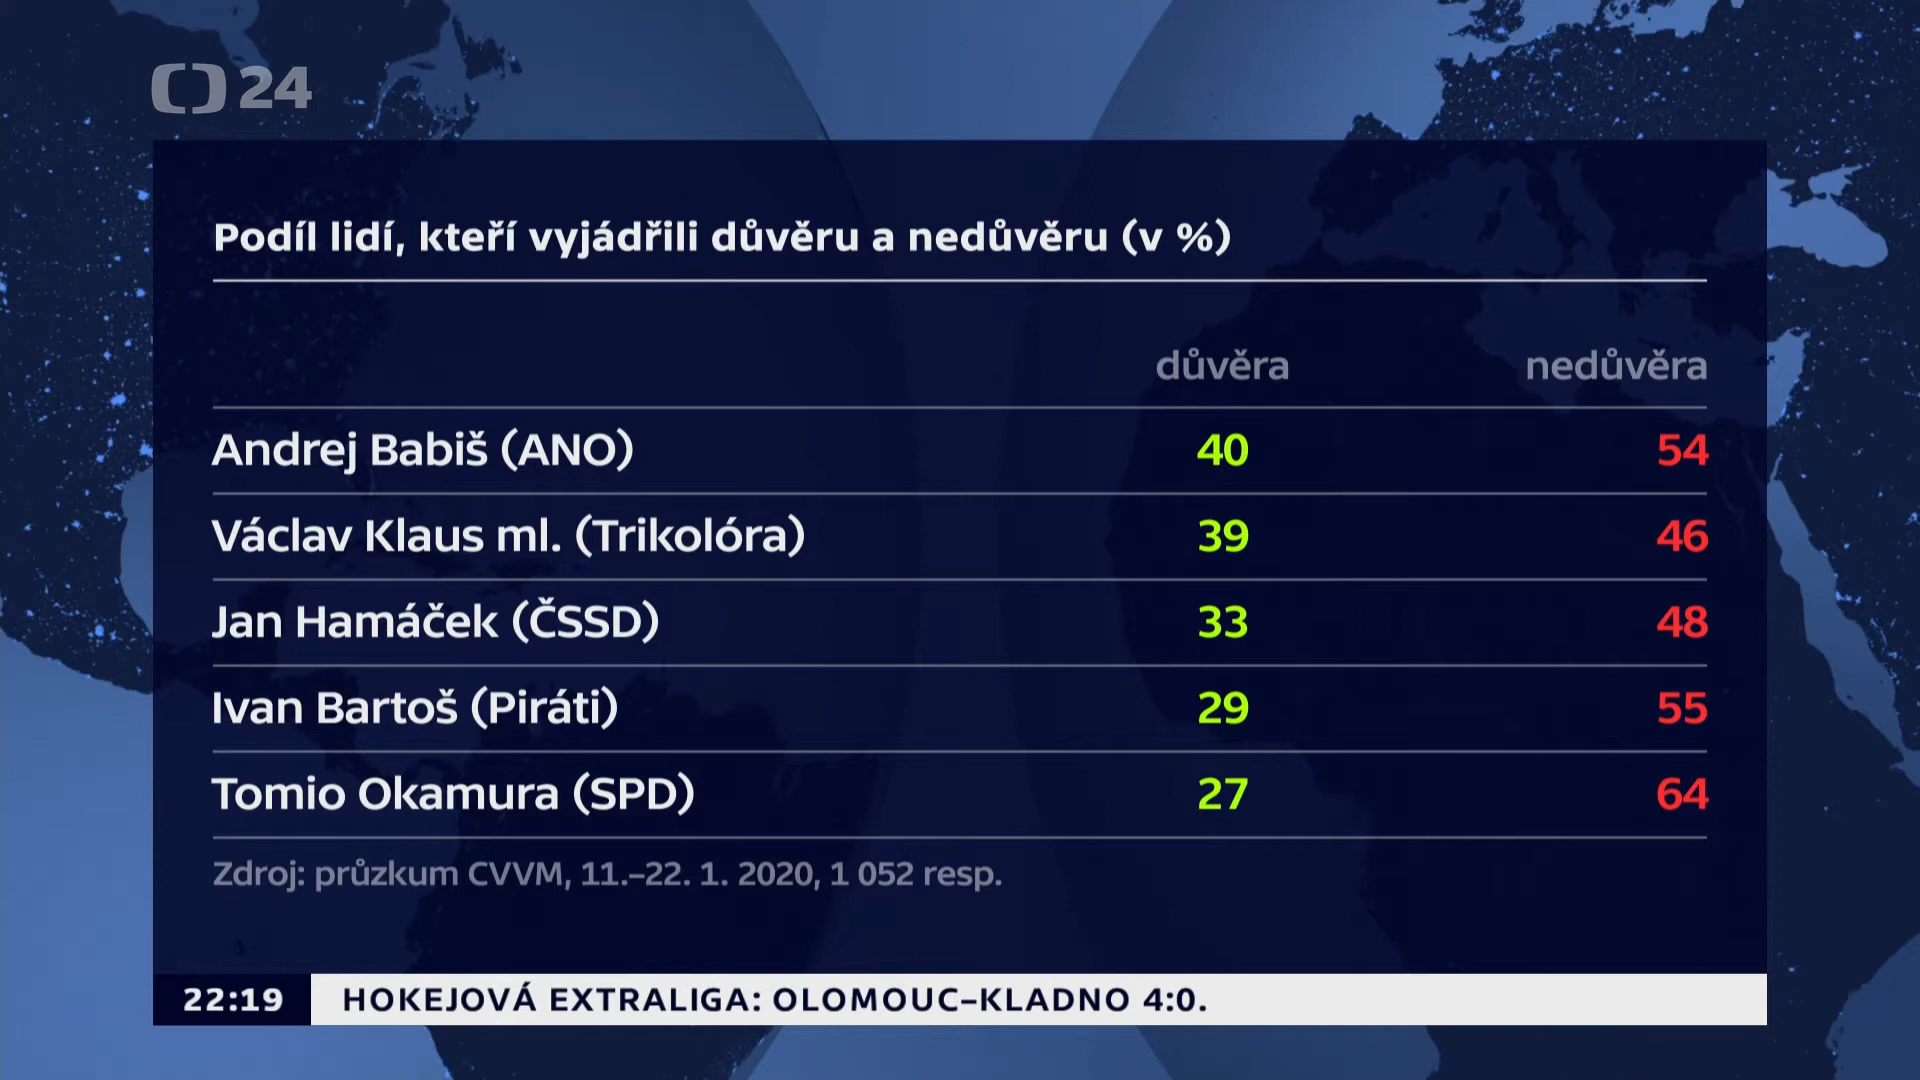 24
Podíl lidí, kteří vyjádřili důvěru a nedůvěru (v %)
důvěra nedůvěra
Andrej Babiš (ANO) 40 54
Václav Klaus ml. (Trikolóra) 39 46
Jan Hamáček (ČSSD) 33 48
Ivan Bartoš (Piráti) 29 55
Tomio Okamura (SPD) 27 64
Zdroj: průzkum CVVM, 11.–22. 1. 2020, 1 052 resp.
22:19 HOKEJOVÁ EXTRALIGA: OLOMOUC–KLADNO 4:0.